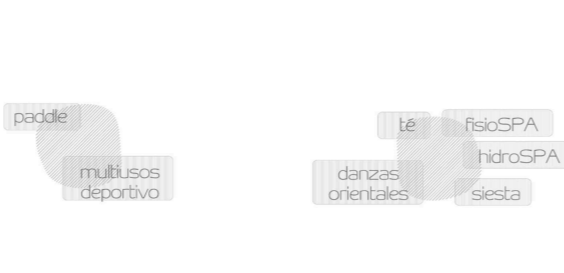 paddle
multiusos
deportivo
té
fisioSPA
hidroSPA
danzas
orientales
siesta